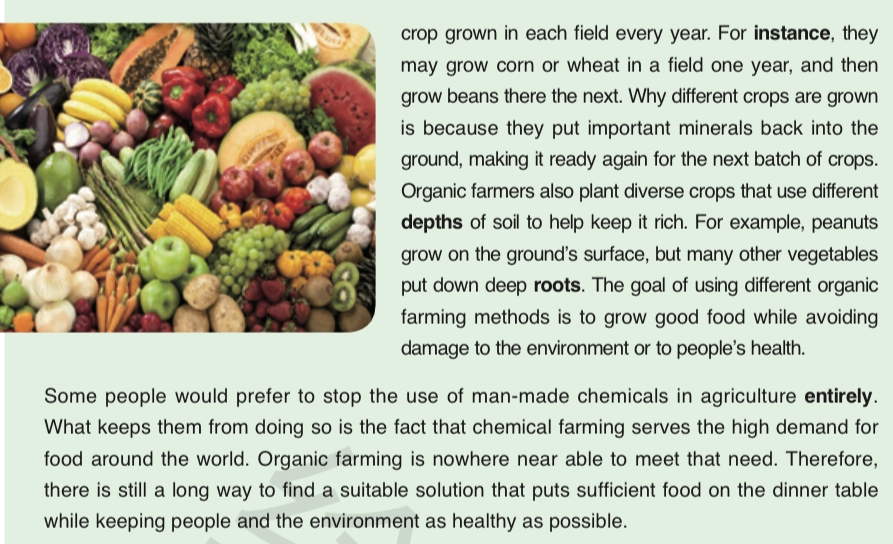 crop grown in each field every year. For instance, they
may grow corn or wheat in a field one year, and then
grow beans there the next. Why different crops are grown
is because they put important minerals back into the
ground, making it ready again for the next batch of crops.
Organic farmers also plant diverse crops that use different
depths of soil to help keep it rich. For example, peanuts
grow on the ground's surface, but many other vegetables
put down deep roots. The goal of using different organic
farming methods is to grow good food while avoiding
damage to the environment or to people's health.
Some people would prefer to stop the use of man-made chemicals in agriculture entirely.
What keeps them from doing so is the fact that chemical farming serves the high demand for
food around the world. Organic farming is nowhere near able to meet that need. Therefore,
there is still a long way to find a suitable solution that puts sufficient food on the dinner table
while keeping people and the environment as healthy as possible.